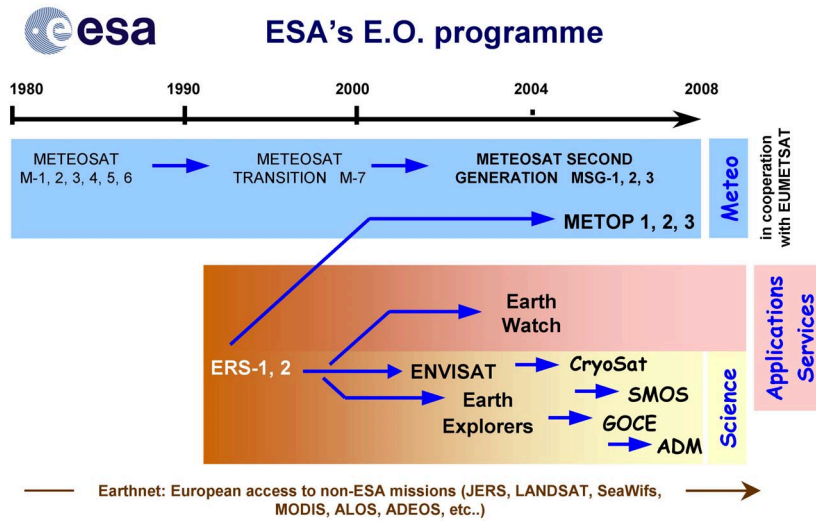 esa
ESA's E.O. programme
1980
1990
2000
2004
2008
METEOSAT
M-1, 2, 3, 4, 5, 6
METEOSAT
TRANSITION M-7
METEOSAT SECOND
GENERATION MSG-1, 2, 3
METOP 1, 2, 3
Meteo
in cooperation
with EUMETSAT
Earth
Watch
Applications
Services
ERS-1, 2
ENVISAT
CryoSat
SMOS
Earth
Explorers
GOCE
ADM
Science
Earthnet: European access to non-ESA missions (JERS, LANDSAT, SeaWifs,
MODIS, ALOS, ADEOS, etc..)